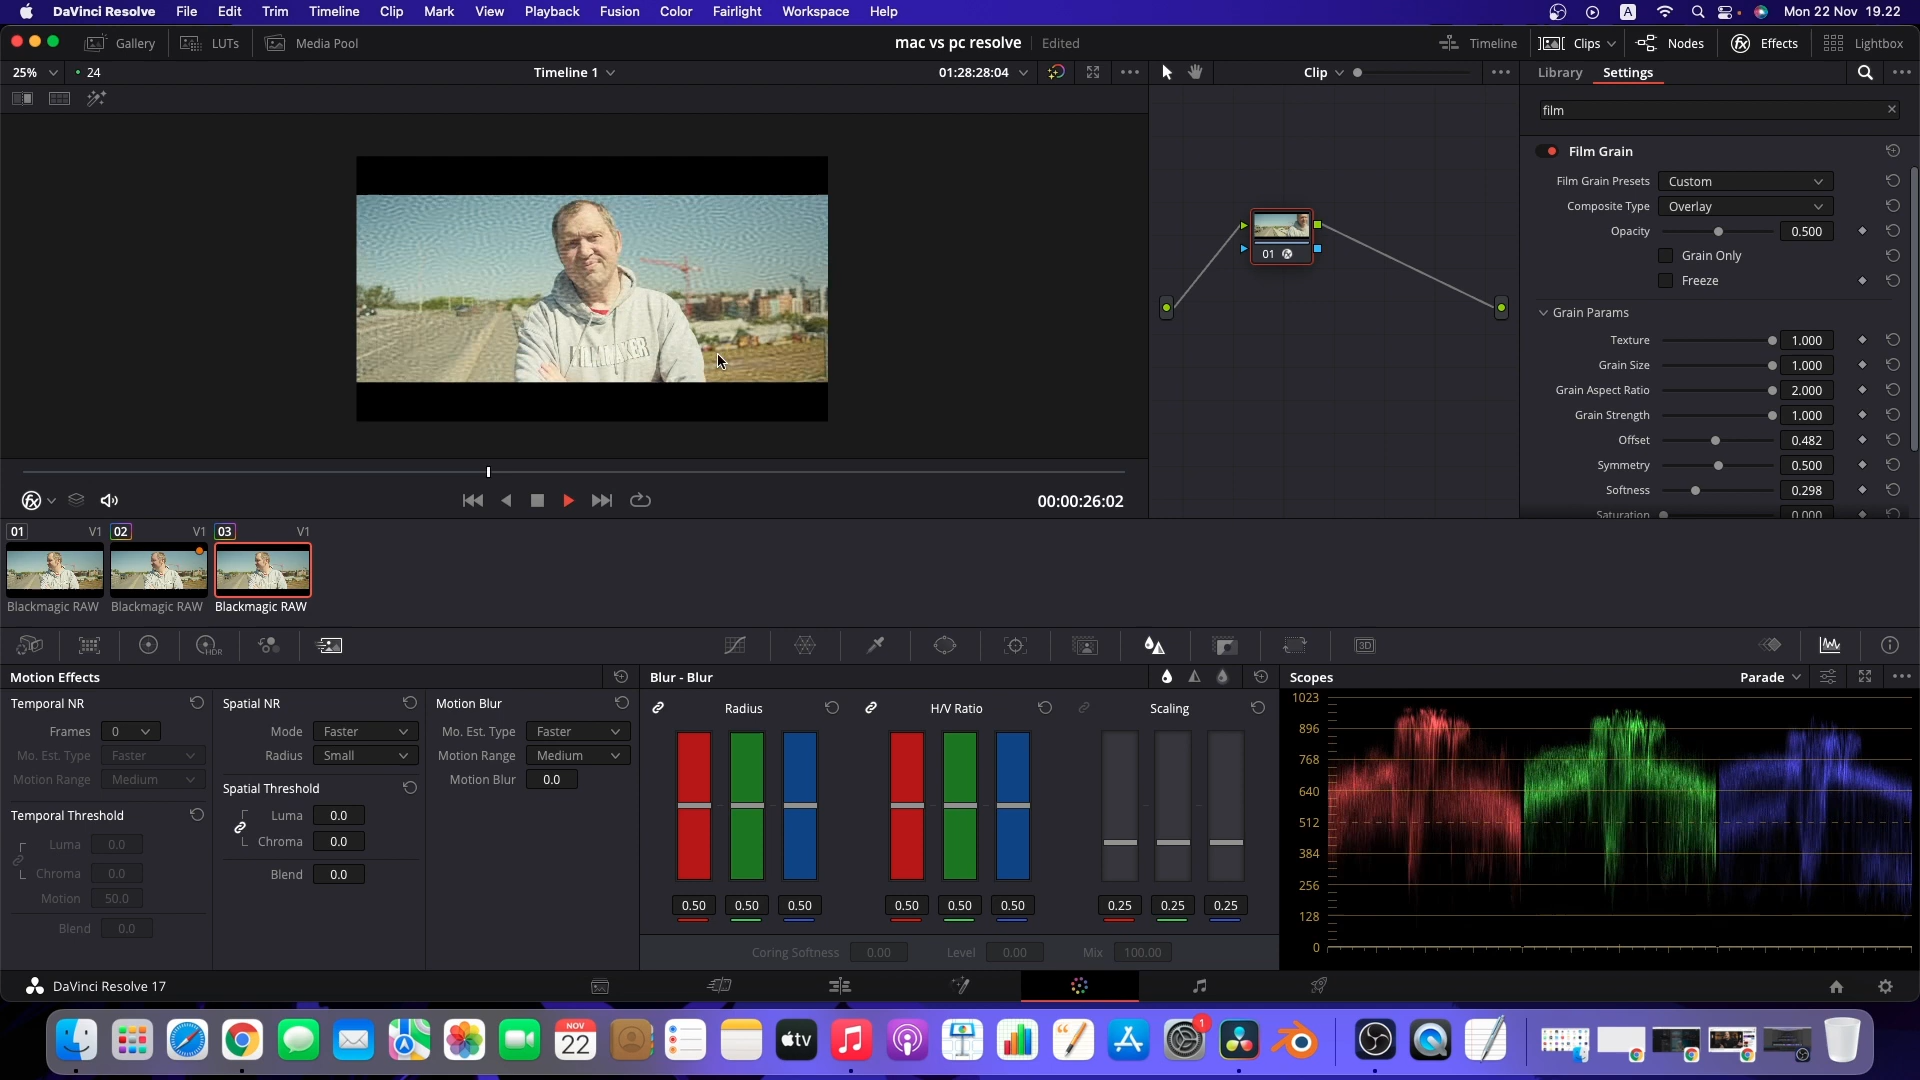 DaVinci Resolve File Edit Trim Timeline Clip Mark View Playback Fusion Color Fairlight Workspace Help A Mon 22 Nov 19.22
Gallery LUTs Media Pool mac vs pc resolve Edited Timeline Clips Nodes Effects Lightbox
25% 24 Timeline 1 01:28:28:04 Clip Library Settings
film
Film Grain
Film Grain Presets Custom
Composite Type Overlay
Opacity 0.500
Grain Only
Freeze
Grain Params
Texture 1.000
Grain Size 1.000
Grain Aspect Ratio 2.000
Grain Strength 1.000
Offset 0.482
Symmetry 0.500
Softness 0.298
Saturation 0.000
01
FILMMAKER
00:00:26:02
01 V1 02 V1 03 V1
Blackmagic RAW Blackmagic RAW Blackmagic RAW
HDR 3D
Motion Effects
Temporal NR
Frames 0
Mo. Est. Type Faster
Motion Range Medium
Temporal Threshold
Luma 0.0
Chroma 0.0
Motion 50.0
Blend 0.0
Spatial NR
Mode Faster
Radius Small
Spatial Threshold
Luma 0.0
Chroma 0.0
Blend 0.0
Motion Blur
Mo. Est. Type Faster
Motion Range Medium
Motion Blur 0.0
Blur - Blur
Radius H/V Ratio Scaling
0.50 0.50 0.50 0.50 0.50 0.50 0.25 0.25 0.25
Coring Softness 0.00 Level 0.00 Mix 100.00
Scopes Parade
1023
896
768
640
512
384
256
128
0
DaVinci Resolve 17
NOV
22
tv
1